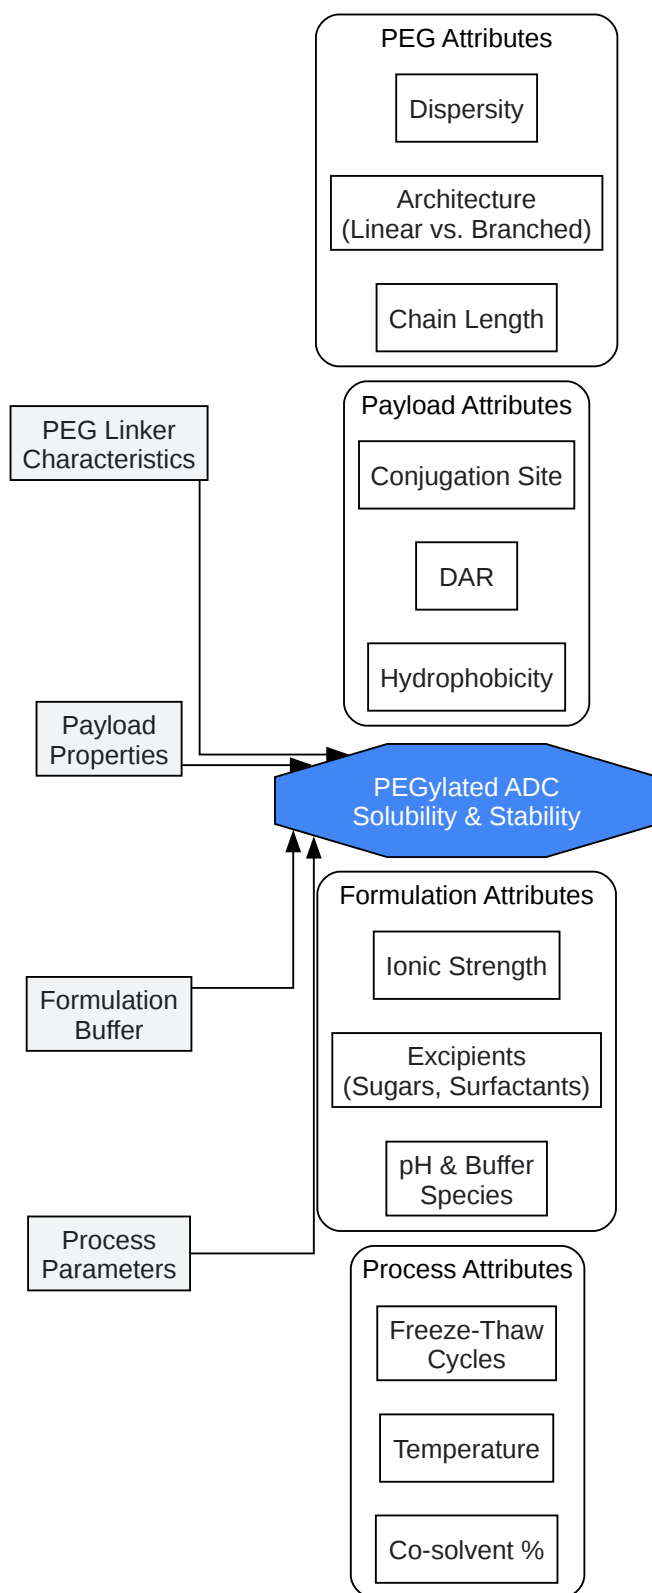 PEG Attributes
Dispersity
Architecture
(Linear vs. Branched)
Chain Length
PEG Linker
Characteristics
Payload Attributes
Conjugation Site
DAR
Hydrophobicity
Payload
Properties
PEGylated ADC
Solubility & Stability
Formulation Attributes
Ionic Strength
Excipients
(Sugars, Surfactants)
pH & Buffer
Species
Formulation
Buffer
Process
Parameters
Process Attributes
Freeze-Thaw
Cycles
Temperature
Co-solvent %